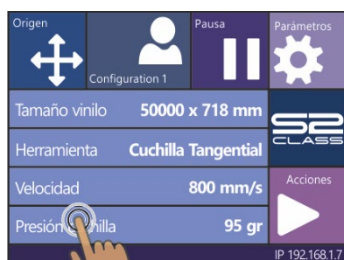 Origen
Configuration 1
Pausa
Parámetros
Tamaño vinilo 50000 x 718 mm
Herramienta Cuchilla Tangential
Velocidad 800 mm/s
Presión hilla 95 gr
S2
CLASS
Acciones
IP 192.168.1.7